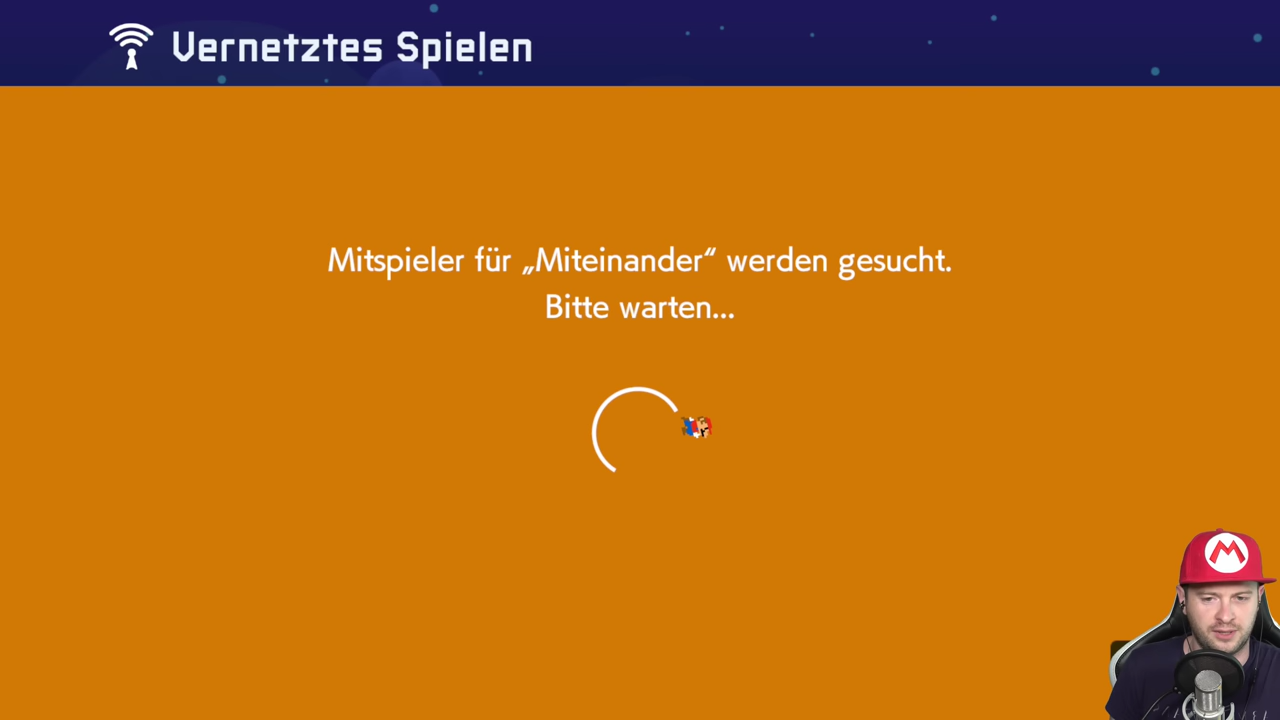 Vernetztes Spielen
Mitspieler für „Miteinander“ werden gesucht.
Bitte warten...
M